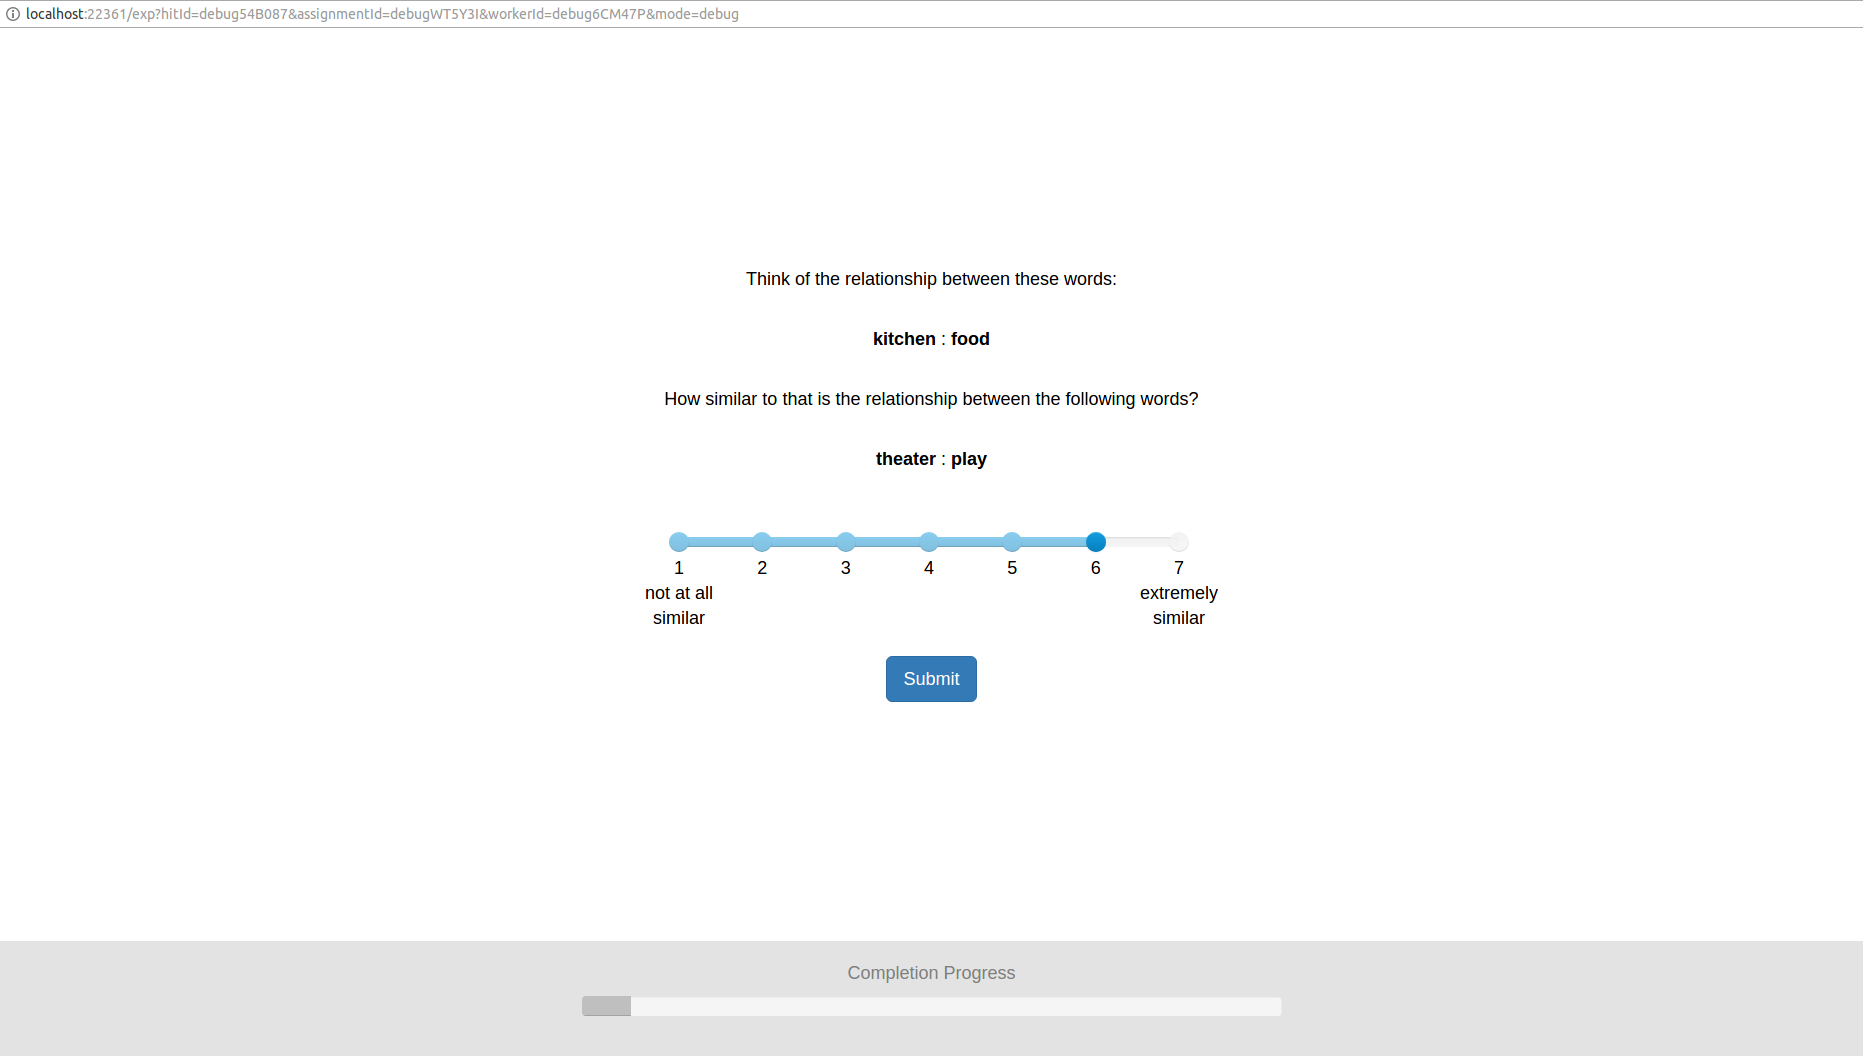 localhost:22361/exp?hitId=debug54B087&assignmentId=debugWT5Y3I&workerId=debug6CM47P&mode=debug
Think of the relationship between these words:
kitchen : food
How similar to that is the relationship between the following words?
theater : play
1 2 3 4 5 6 7
not at all extremely
similar similar
Submit
Completion Progress